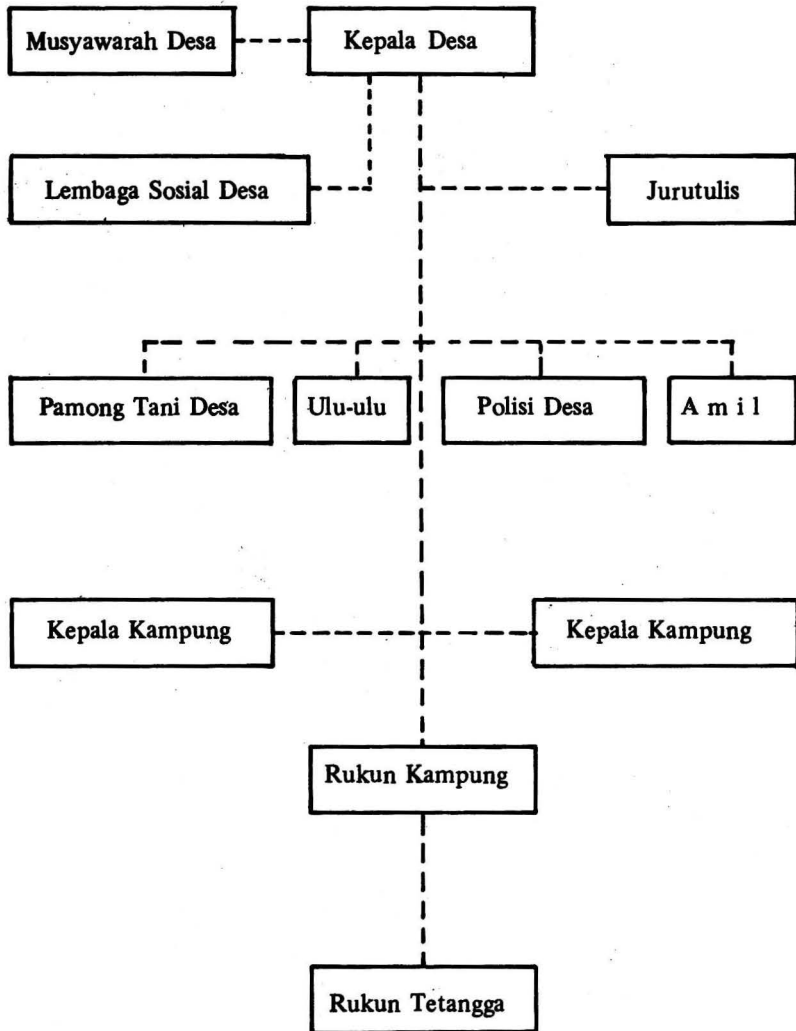 Musyawarah Desa
Kepala Desa
Lembaga Sosial Desa
Jurutulis
Pamong Tani Desa
Ulu-ulu
Polisi Desa
A m i l
Kepala Kampung
Kepala Kampung
Rukun Kampung
Rukun Tetangga